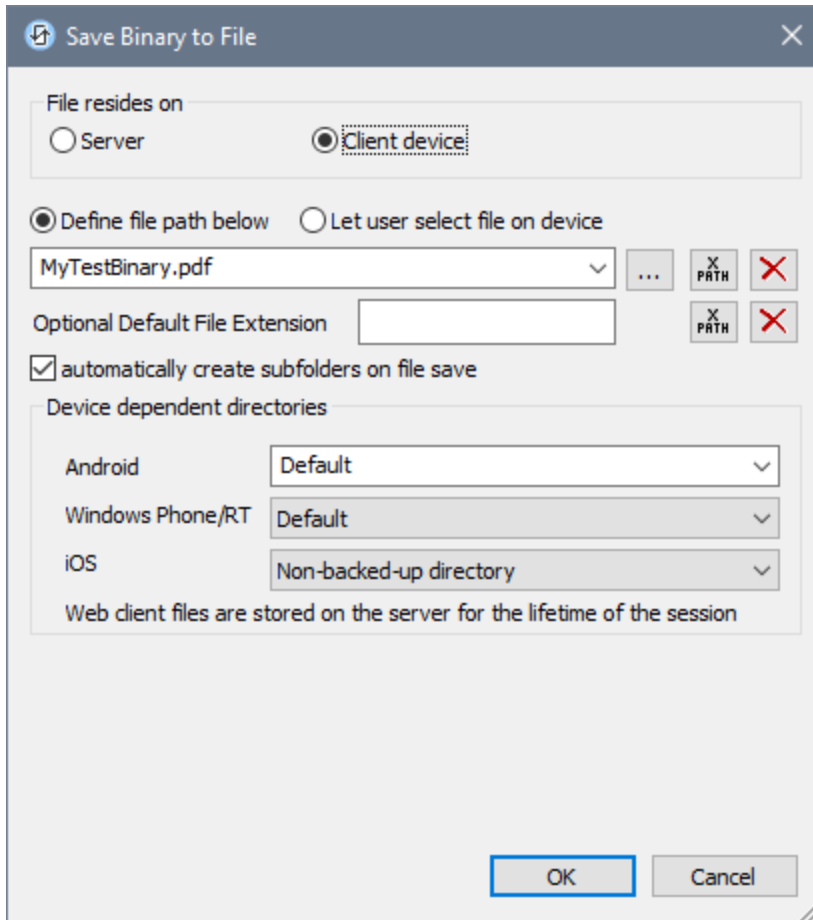 Save Binary to File
File resides on
Server Client device
Define file path below Let user select file on device
MyTestBinary.pdf ... X PATH
Optional Default File Extension X PATH
automatically create subfolders on file save
Device dependent directories
Android Default
Windows Phone/RT Default
iOS Non-backed-up directory
Web client files are stored on the server for the lifetime of the session
OK Cancel